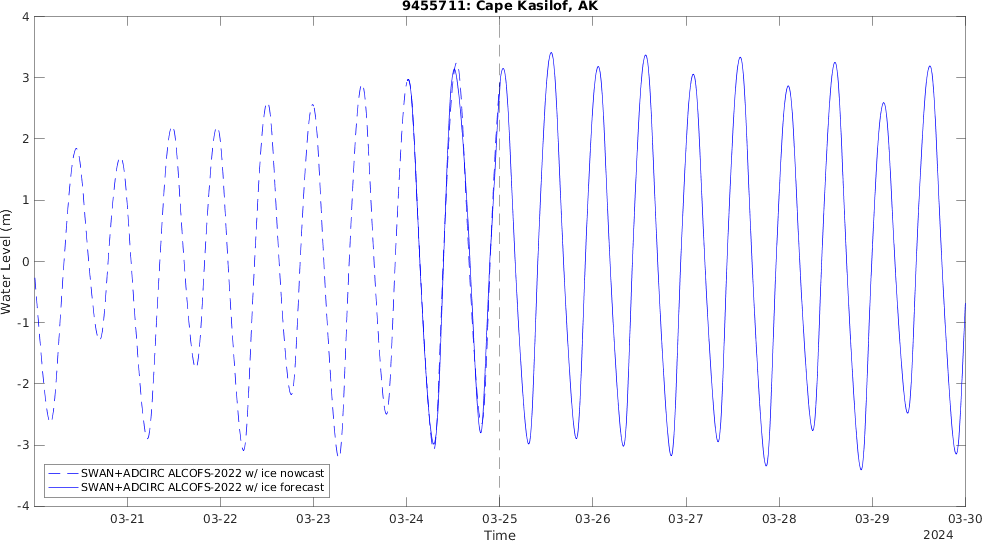 9455711: Cape Kasilof, AK
Water Level (m)
4
3
2
1
0
-1
-2
-3
-4
SWAN+ADCIRC ALCOFS-2022 w/ ice nowcast
SWAN+ADCIRC ALCOFS-2022 w/ ice forecast
03-21 03-22 03-23 03-24 03-25 03-26 03-27 03-28 03-29 03-30
Time
2024